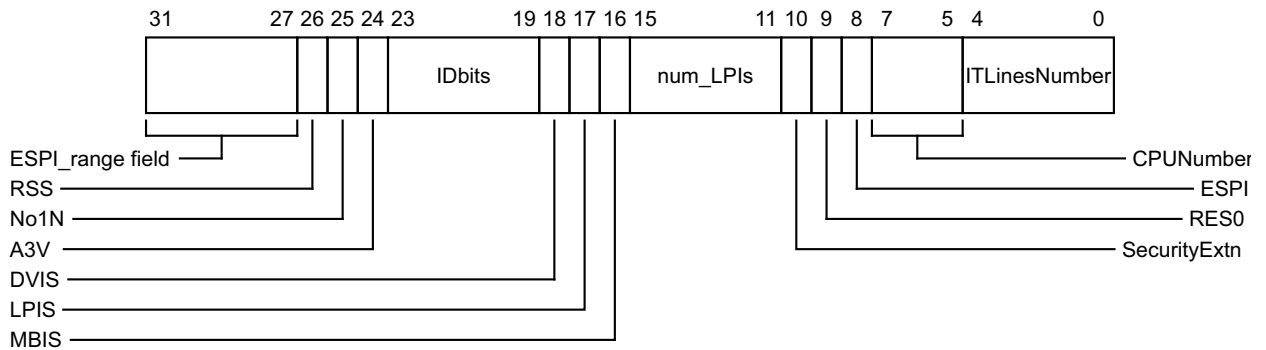 31 27 26 25 24 23 19 18 17 16 15 11 10 9 8 7 5 4 0
IDbits num_LPIs ITLinesNumber
ESPI_range field CPUNumber
RSS ESPI
No1N RES0
A3V SecurityExtn
DVIS
LPIS
MBIS